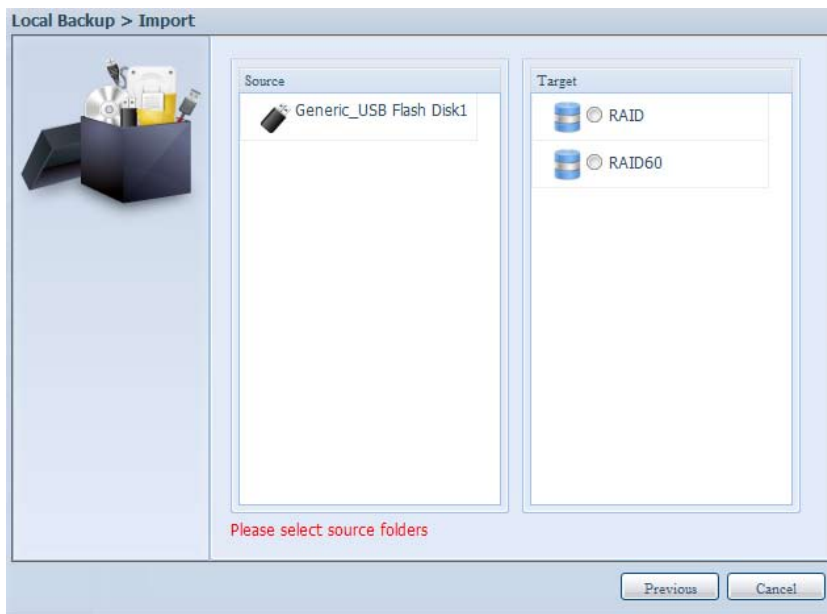 Local Backup > Import
Source
Target
Generic_USB Flash Disk1
RAID
RAID60
Please select source folders
Previous
Cancel